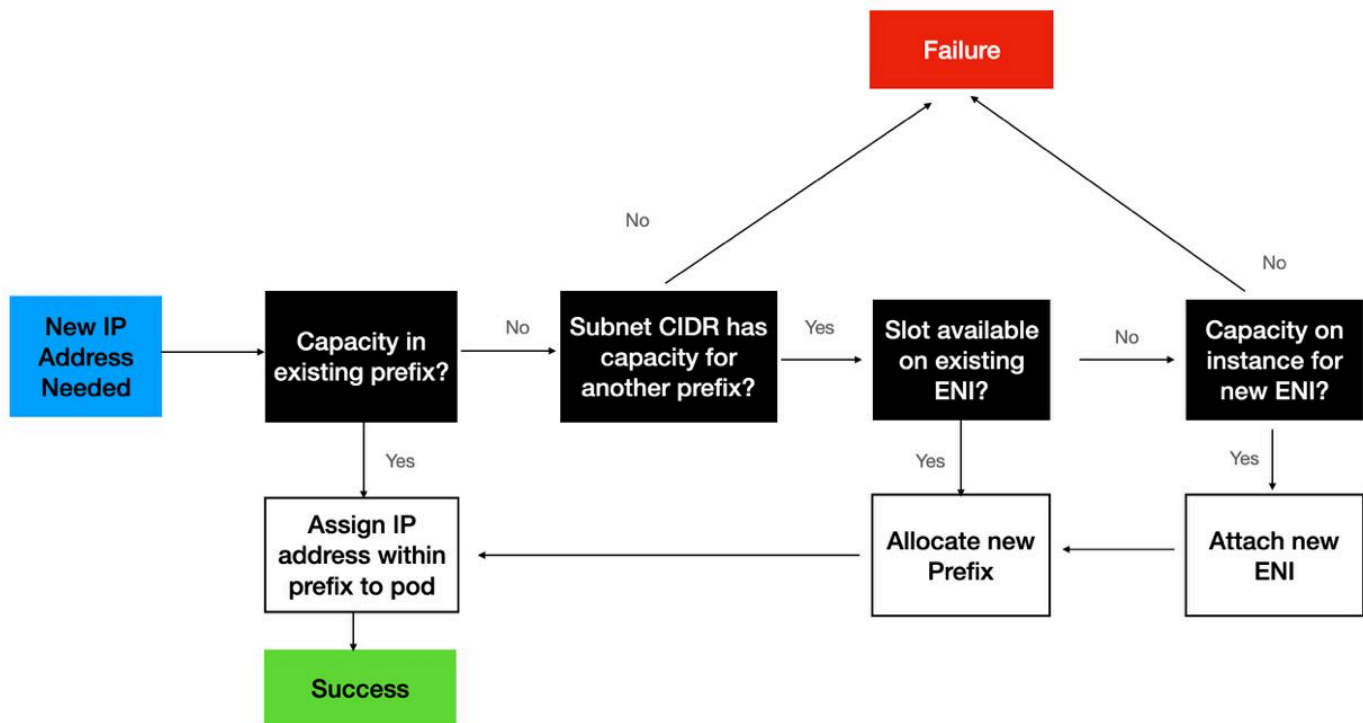 Failure
No
No
New IP
Address
Needed
Capacity in
existing prefix?
No
Subnet CIDR has
capacity for
another prefix?
Yes
Slot available
on existing
ENI?
No
Capacity on
instance for
new ENI?
Yes
Yes
Yes
Assign IP
address within
prefix to pod
Allocate new
Prefix
Attach new
ENI
Success